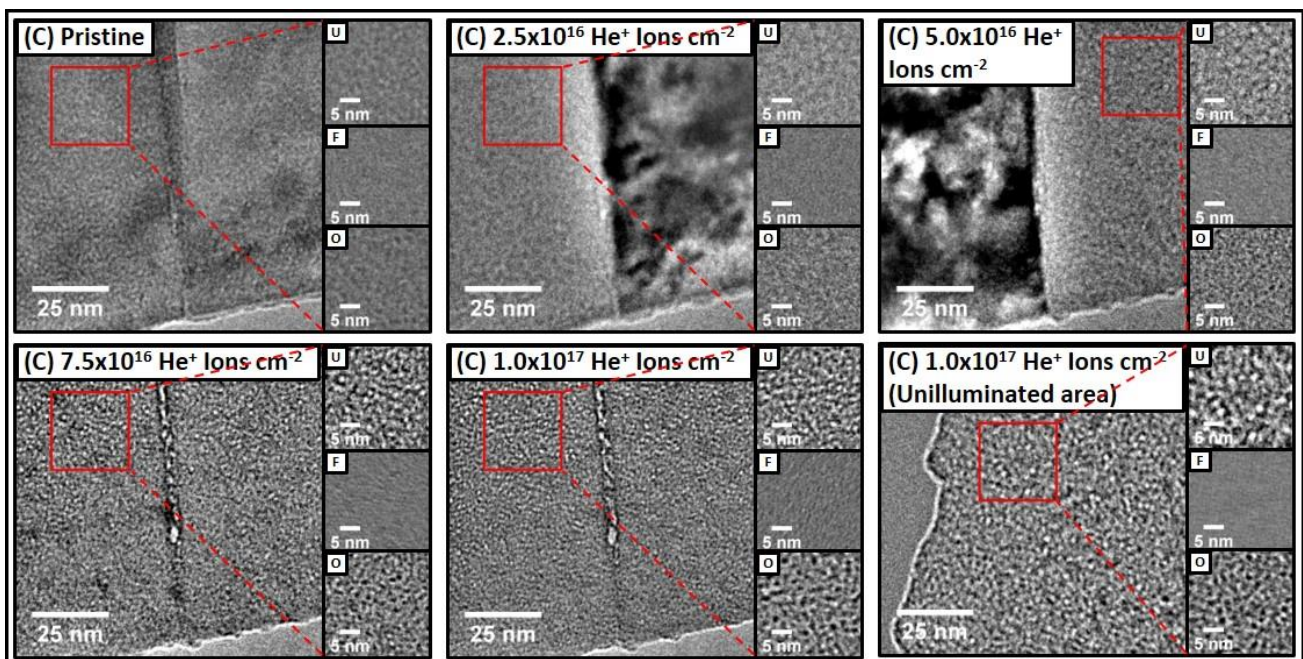 (C) Pristine
U
5 nm
F
5 nm
O
5 nm
25 nm
(C) 2.5x10¹⁶ He⁺ Ions cm⁻²
U
5 nm
F
5 nm
O
5 nm
25 nm
(C) 5.0x10¹⁶ He⁺
Ions cm⁻²
U
5 nm
F
5 nm
O
5 nm
25 nm
(C) 7.5x10¹⁶ He⁺ Ions cm⁻²
U
5 nm
F
5 nm
O
5 nm
25 nm
(C) 1.0x10¹⁷ He⁺ Ions cm⁻²
U
5 nm
F
5 nm
O
5 nm
25 nm
(C) 1.0x10¹⁷ He⁺ Ions cm⁻²
(Unilluminated area)
U
5 nm
F
5 nm
O
5 nm
25 nm